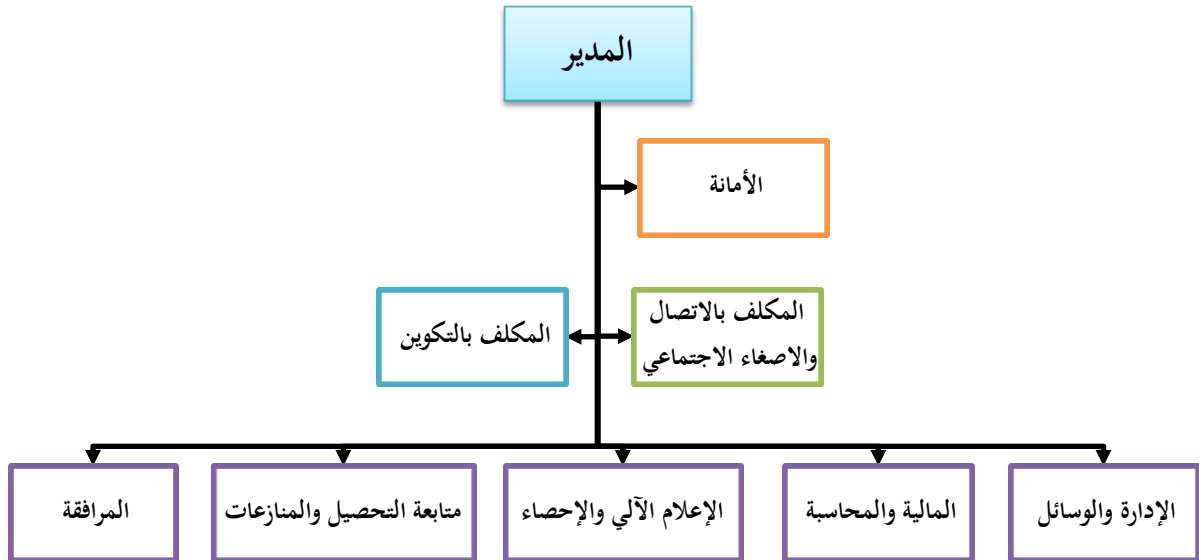 المدير
الأمانة
المكلف بالاتصال
والاصغاء الاجتماعي
المكلف بالتكوين
الإدارة والوسائل
المالية والمحاسبة
الإعلام الآلي والإحصاء
متابعة التحصيل والمنازعات
المرافقة